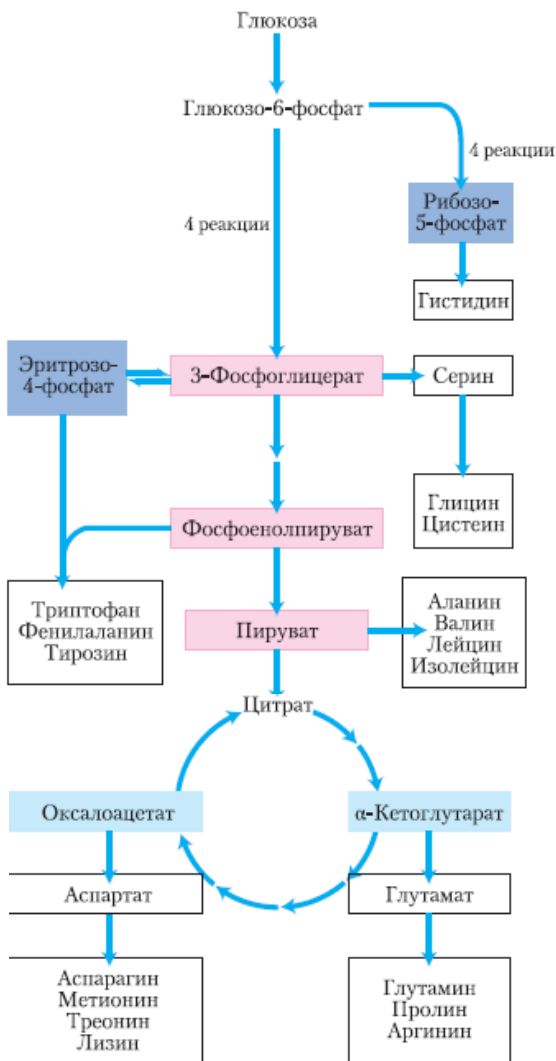 Глюкоза
Глюкозо-6-фосфат
4 реакции
Рибозо-
5-фосфат
4 реакции
Гистидин
Эритрозо-
4-фосфат
3-Фосфоглицерат
Серин
Глицин
Цистеин
Фосфоенолпируват
Триптофан
Фенилаланин
Тирозин
Пируват
Аланин
Валин
Лейцин
Изолейцин
Цитрат
Оксалоацетат
α-Кетоглутарат
Аспартат
Глутамат
Аспарагин
Метионин
Треонин
Лизин
Глутамин
Пролин
Аргинин